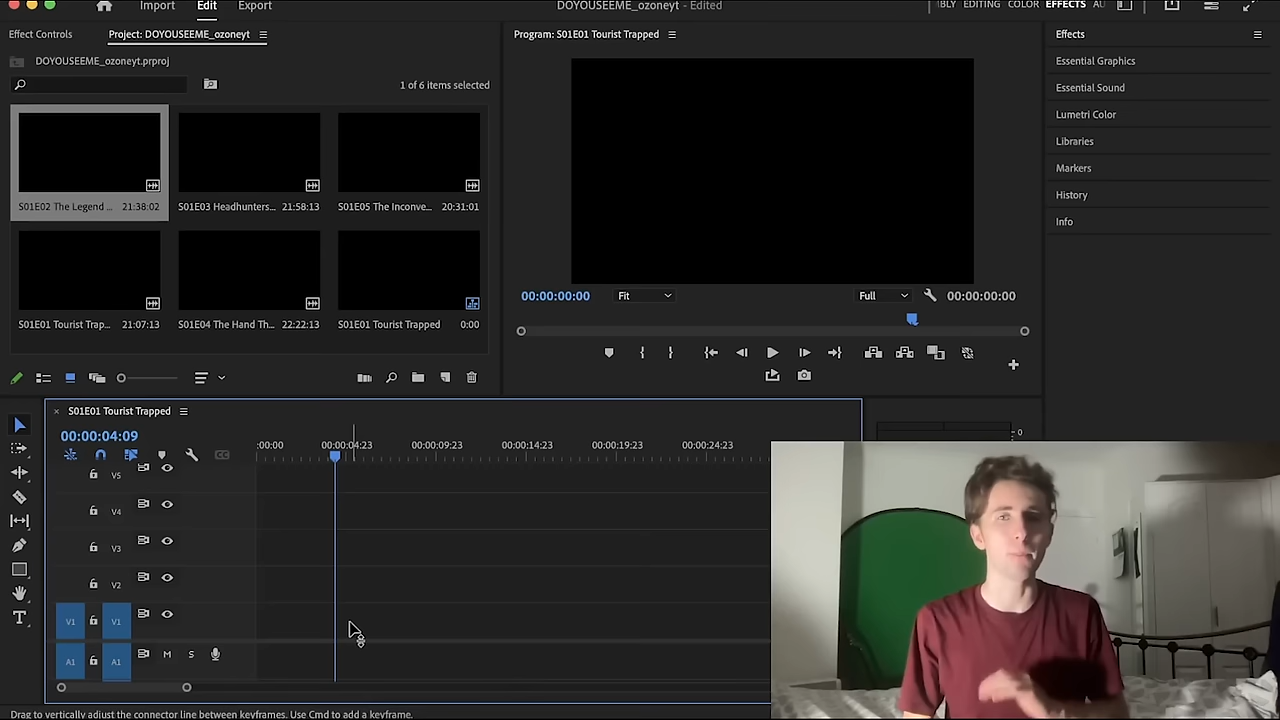 Import Edit Export
DOYOUSEEME_ozoneyt - Edited
BLY EDITING COLOR EFFECTS AU
Effect Controls Project: DOYOUSEEME_ozoneyt
Program: S01E01 Tourist Trapped
Effects
DOYOUSEEME_ozoneyt.prproj
Essential Graphics
1 of 6 items selected
Essential Sound
Lumetri Color
Libraries
Markers
History
Info
S01E02 The Legend ... 21:38:02
S01E03 Headhunters... 21:58:13
S01E05 The Inconve... 20:31:01
S01E01 Tourist Trap... 21:07:13
S01E04 The Hand Th... 22:22:13
S01E01 Tourist Trapped 0:00
00:00:00:00 Fit Full 00:00:00:00
S01E01 Tourist Trapped
00:00:04:09
:00:00 00:00:04:23 00:00:09:23 00:00:14:23 00:00:19:23 00:00:24:23
0
V5
V4
V3
V2
V1 V1
A1 A1 M S
T
Drag to vertically adjust the connector line between keyframes. Use Cmd to add a keyframe.